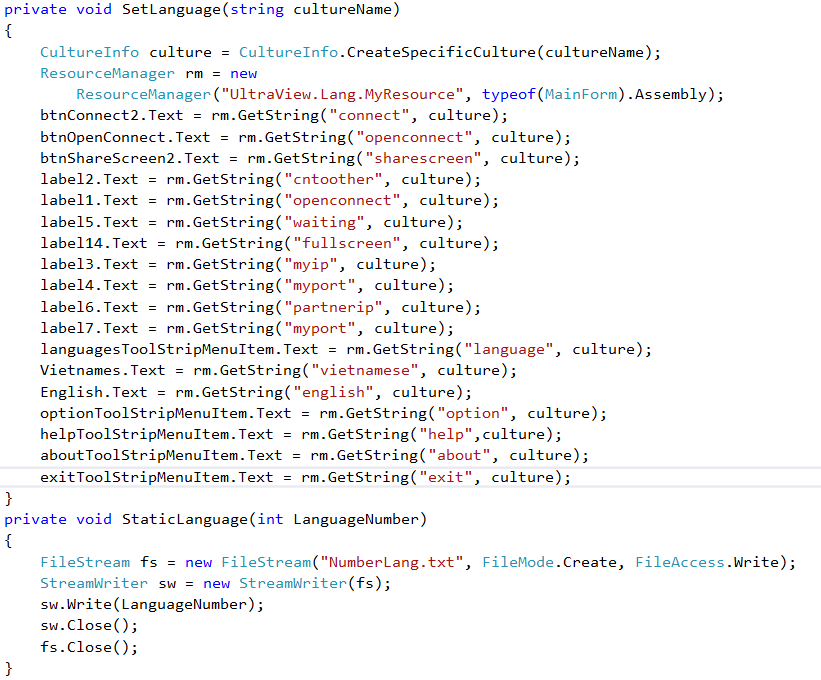 private void SetLanguage(string cultureName)
{
    CultureInfo culture = CultureInfo.CreateSpecificCulture(cultureName);
    ResourceManager rm = new
        ResourceManager("UltraView.Lang.MyResource", typeof(MainForm).Assembly);
    btnConnect2.Text = rm.GetString("connect", culture);
    btnOpenConnect.Text = rm.GetString("openconnect", culture);
    btnShareScreen2.Text = rm.GetString("sharescreen", culture);
    label2.Text = rm.GetString("cntoother", culture);
    label1.Text = rm.GetString("openconnect", culture);
    label5.Text = rm.GetString("waiting", culture);
    label14.Text = rm.GetString("fullscreen", culture);
    label3.Text = rm.GetString("myip", culture);
    label4.Text = rm.GetString("myport", culture);
    label6.Text = rm.GetString("partnerip", culture);
    label7.Text = rm.GetString("myport", culture);
    languagesToolStripMenuItem.Text = rm.GetString("language", culture);
    Vietnames.Text = rm.GetString("vietnamese", culture);
    English.Text = rm.GetString("english", culture);
    optionToolStripMenuItem.Text = rm.GetString("option", culture);
    helpToolStripMenuItem.Text = rm.GetString("help",culture);
    aboutToolStripMenuItem.Text = rm.GetString("about", culture);
    exitToolStripMenuItem.Text = rm.GetString("exit", culture);
}
private void StaticLanguage(int LanguageNumber)
{
    FileStream fs = new FileStream("NumberLang.txt", FileMode.Create, FileAccess.Write);
    StreamWriter sw = new StreamWriter(fs);
    sw.Write(LanguageNumber);
    sw.Close();
    fs.Close();
}